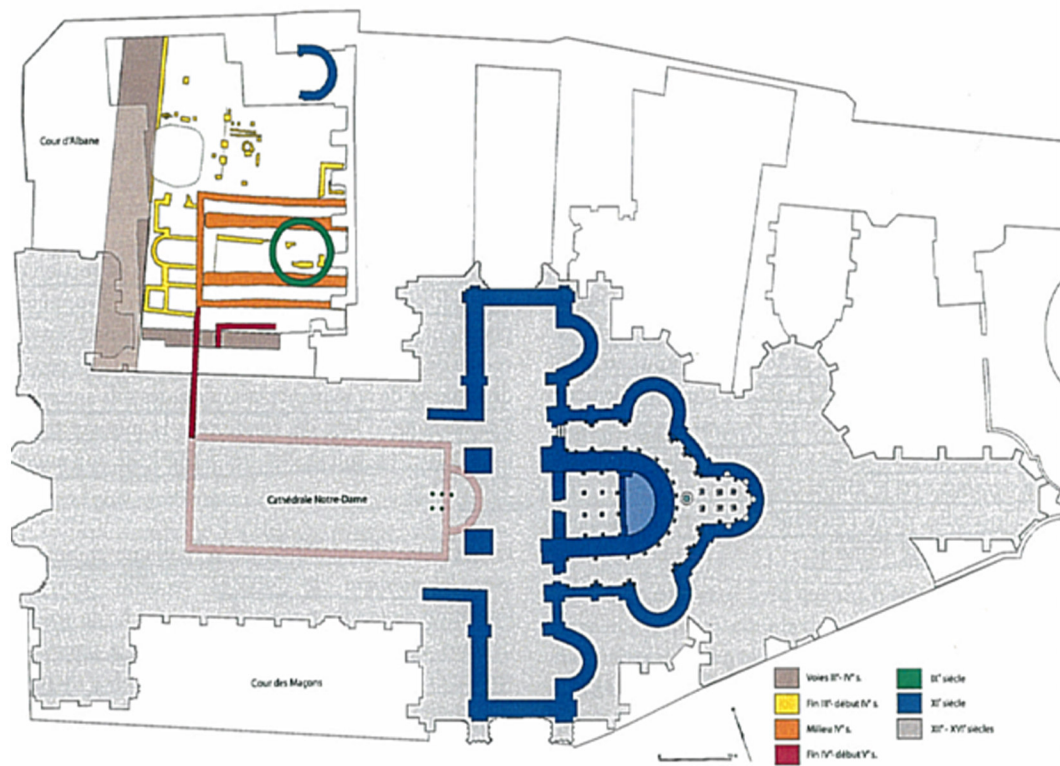 Cour d'Albane
Cathédrale Notre-Dame
Cour des Maçons
Voies IIᵉ- IVᵉ s.
Fin IIIᵉ- début IVᵉ s.
Milieu IVᵉ s.
Fin IVᵉ- début Vᵉ s.
IXᵉ siècle
XIᵉ siècle
XIIᵉ - XVIᵉ siècles